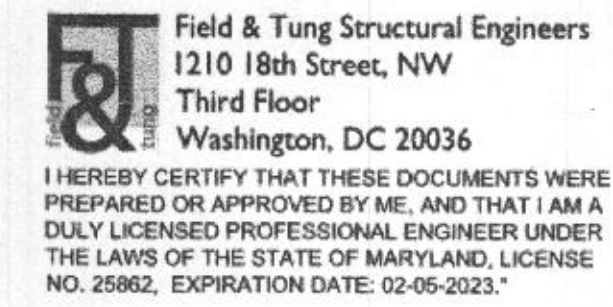 F&T
field
tung
Field & Tung Structural Engineers
1210 18th Street, NW
Third Floor
Washington, DC 20036
I HEREBY CERTIFY THAT THESE DOCUMENTS WERE
PREPARED OR APPROVED BY ME, AND THAT I AM A
DULY LICENSED PROFESSIONAL ENGINEER UNDER
THE LAWS OF THE STATE OF MARYLAND, LICENSE
NO. 25862, EXPIRATION DATE: 02-05-2023."